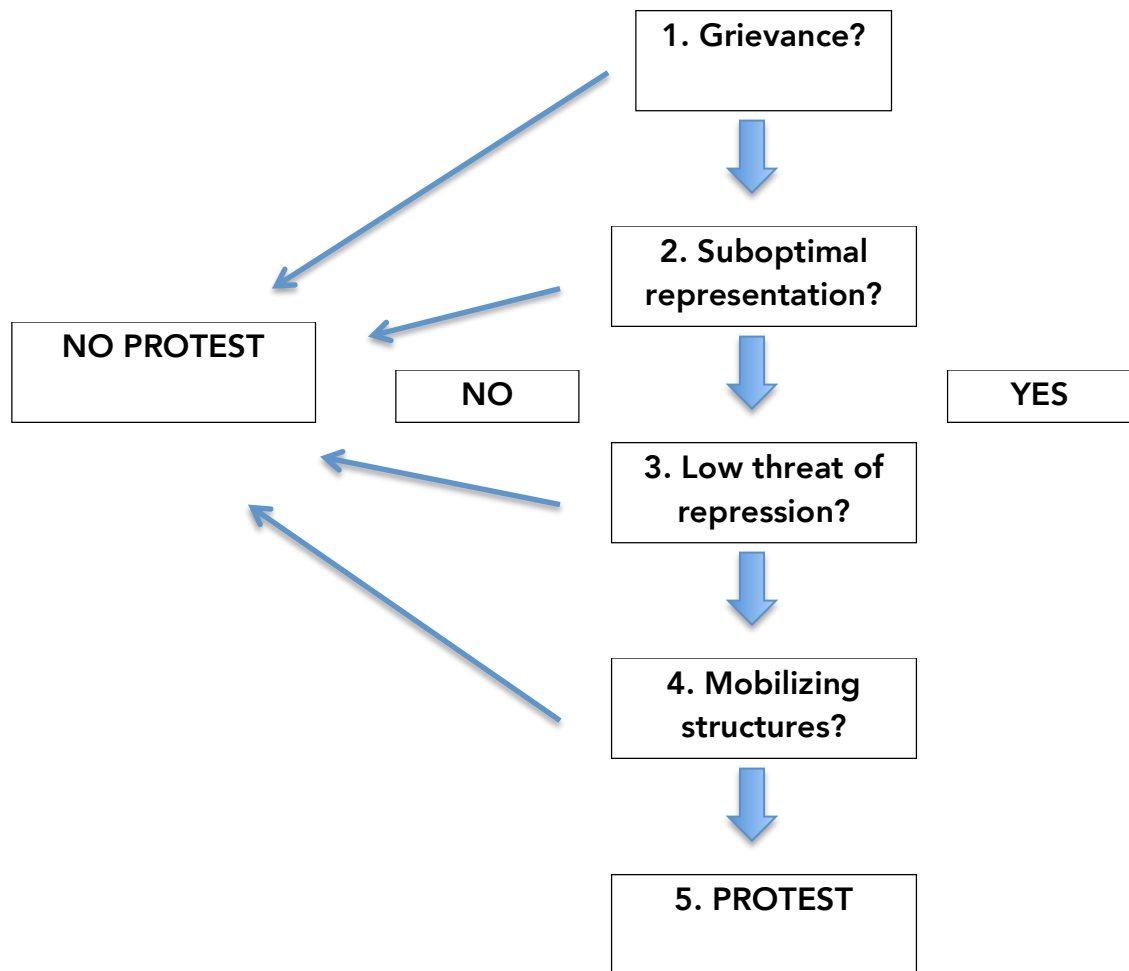 1. Grievance?
2. Suboptimal
representation?
NO PROTEST
NO
YES
3. Low threat of
repression?
4. Mobilizing
structures?
5. PROTEST